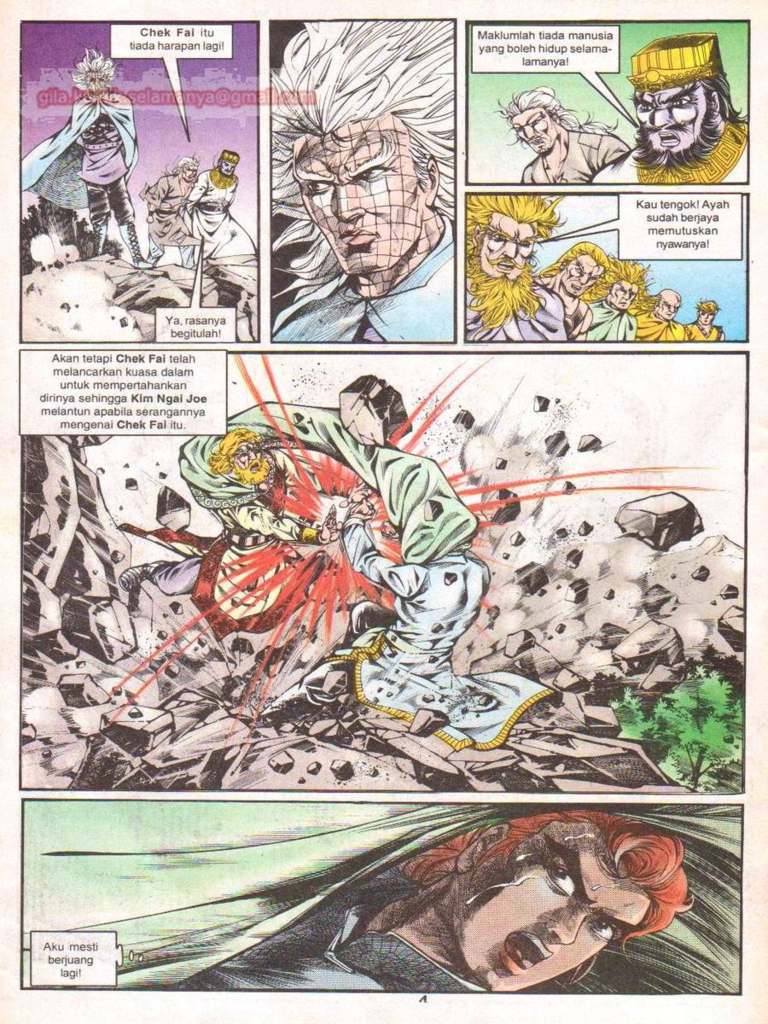 Chek Fai itu
tiada harapan lagi!
Ya, rasanya
begitulah!
Maklumlah tiada manusia
yang boleh hidup selama-
lamanya!
Kau tengok! Ayah
sudah berjaya
memutuskan
nyawanya!
Akan tetapi Chek Fai telah
melancarkan kuasa dalam
untuk mempertahankan
dirinya sehingga Kim Ngai Joe
melantun apabila serangannya
mengenai Chek Fai itu.
Aku mesti
berjuang
lagi!